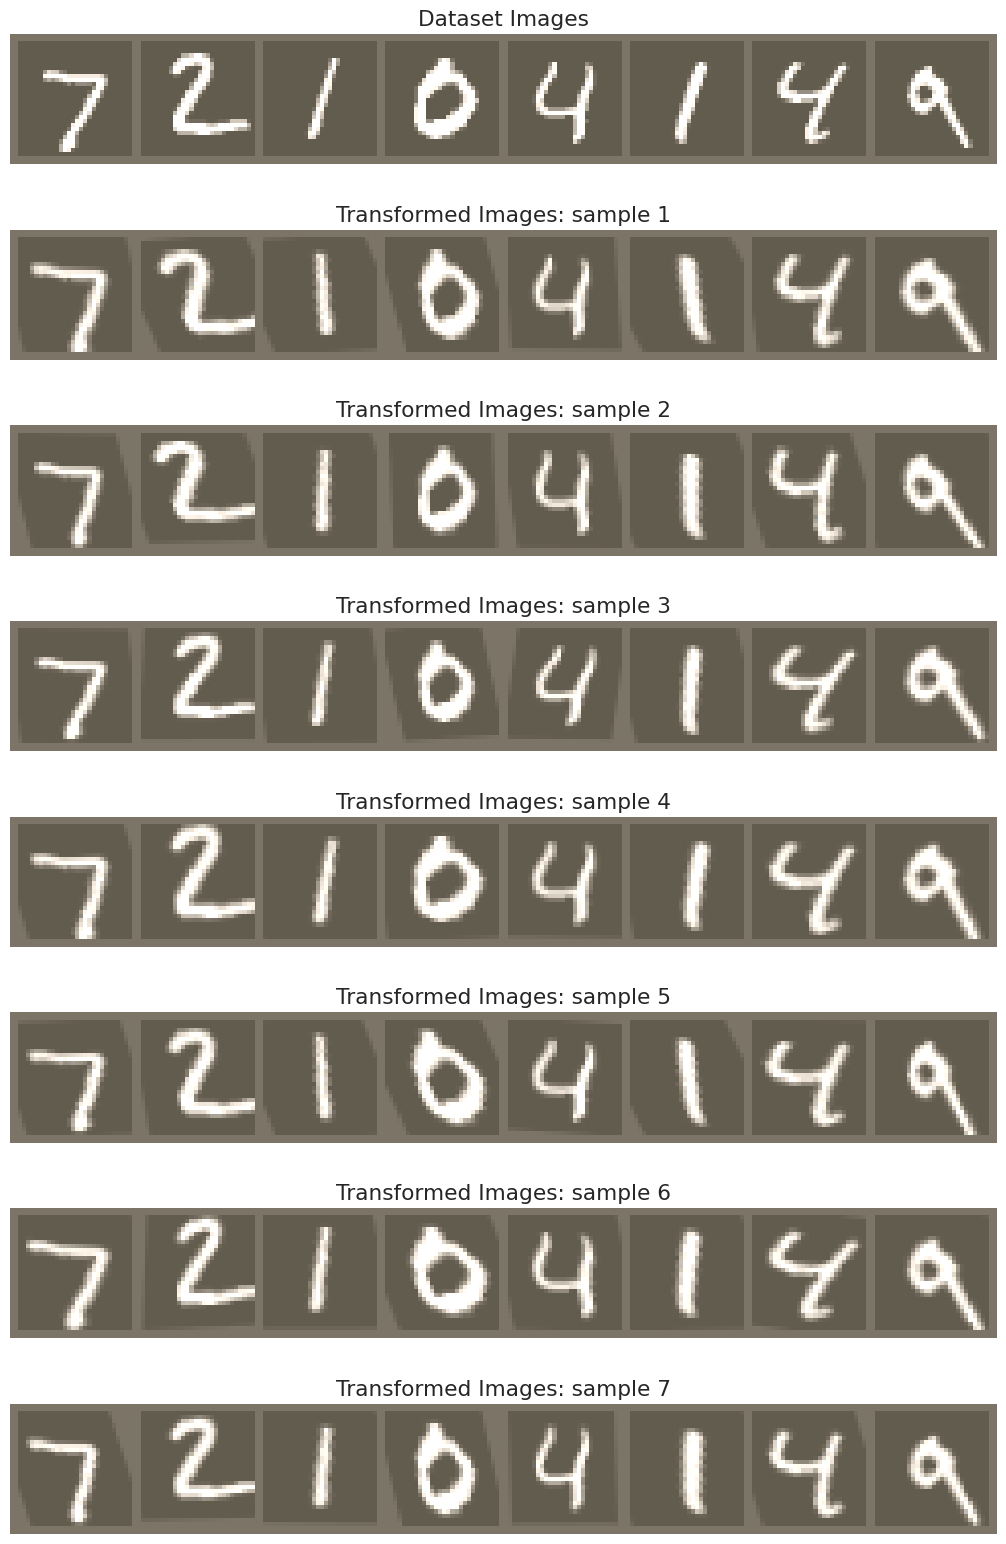 Dataset Images
7 2 1 0 4 1 4 9
Transformed Images: sample 1
7 2 1 0 4 1 4 9
Transformed Images: sample 2
7 2 1 0 4 1 4 9
Transformed Images: sample 3
7 2 1 0 4 1 4 9
Transformed Images: sample 4
7 2 1 0 4 1 4 9
Transformed Images: sample 5
7 2 1 0 4 1 4 9
Transformed Images: sample 6
7 2 1 0 4 1 4 9
Transformed Images: sample 7
7 2 1 0 4 1 4 9